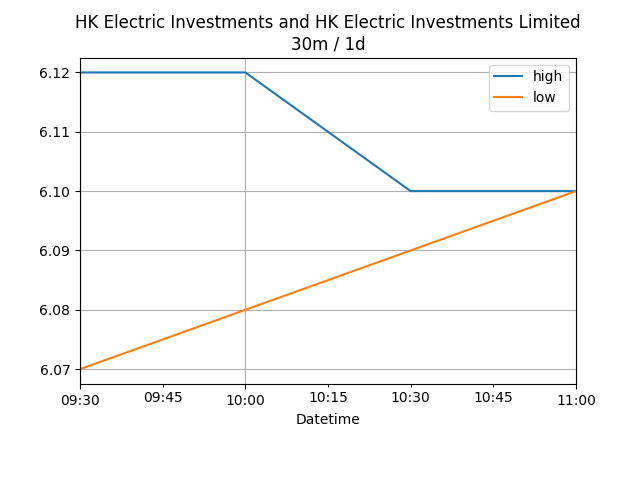 HK Electric Investments and HK Electric Investments Limited
30m / 1d
high
low
6.12
6.11
6.10
6.09
6.08
6.07
09:30 09:45 10:00 10:15 10:30 10:45 11:00
Datetime